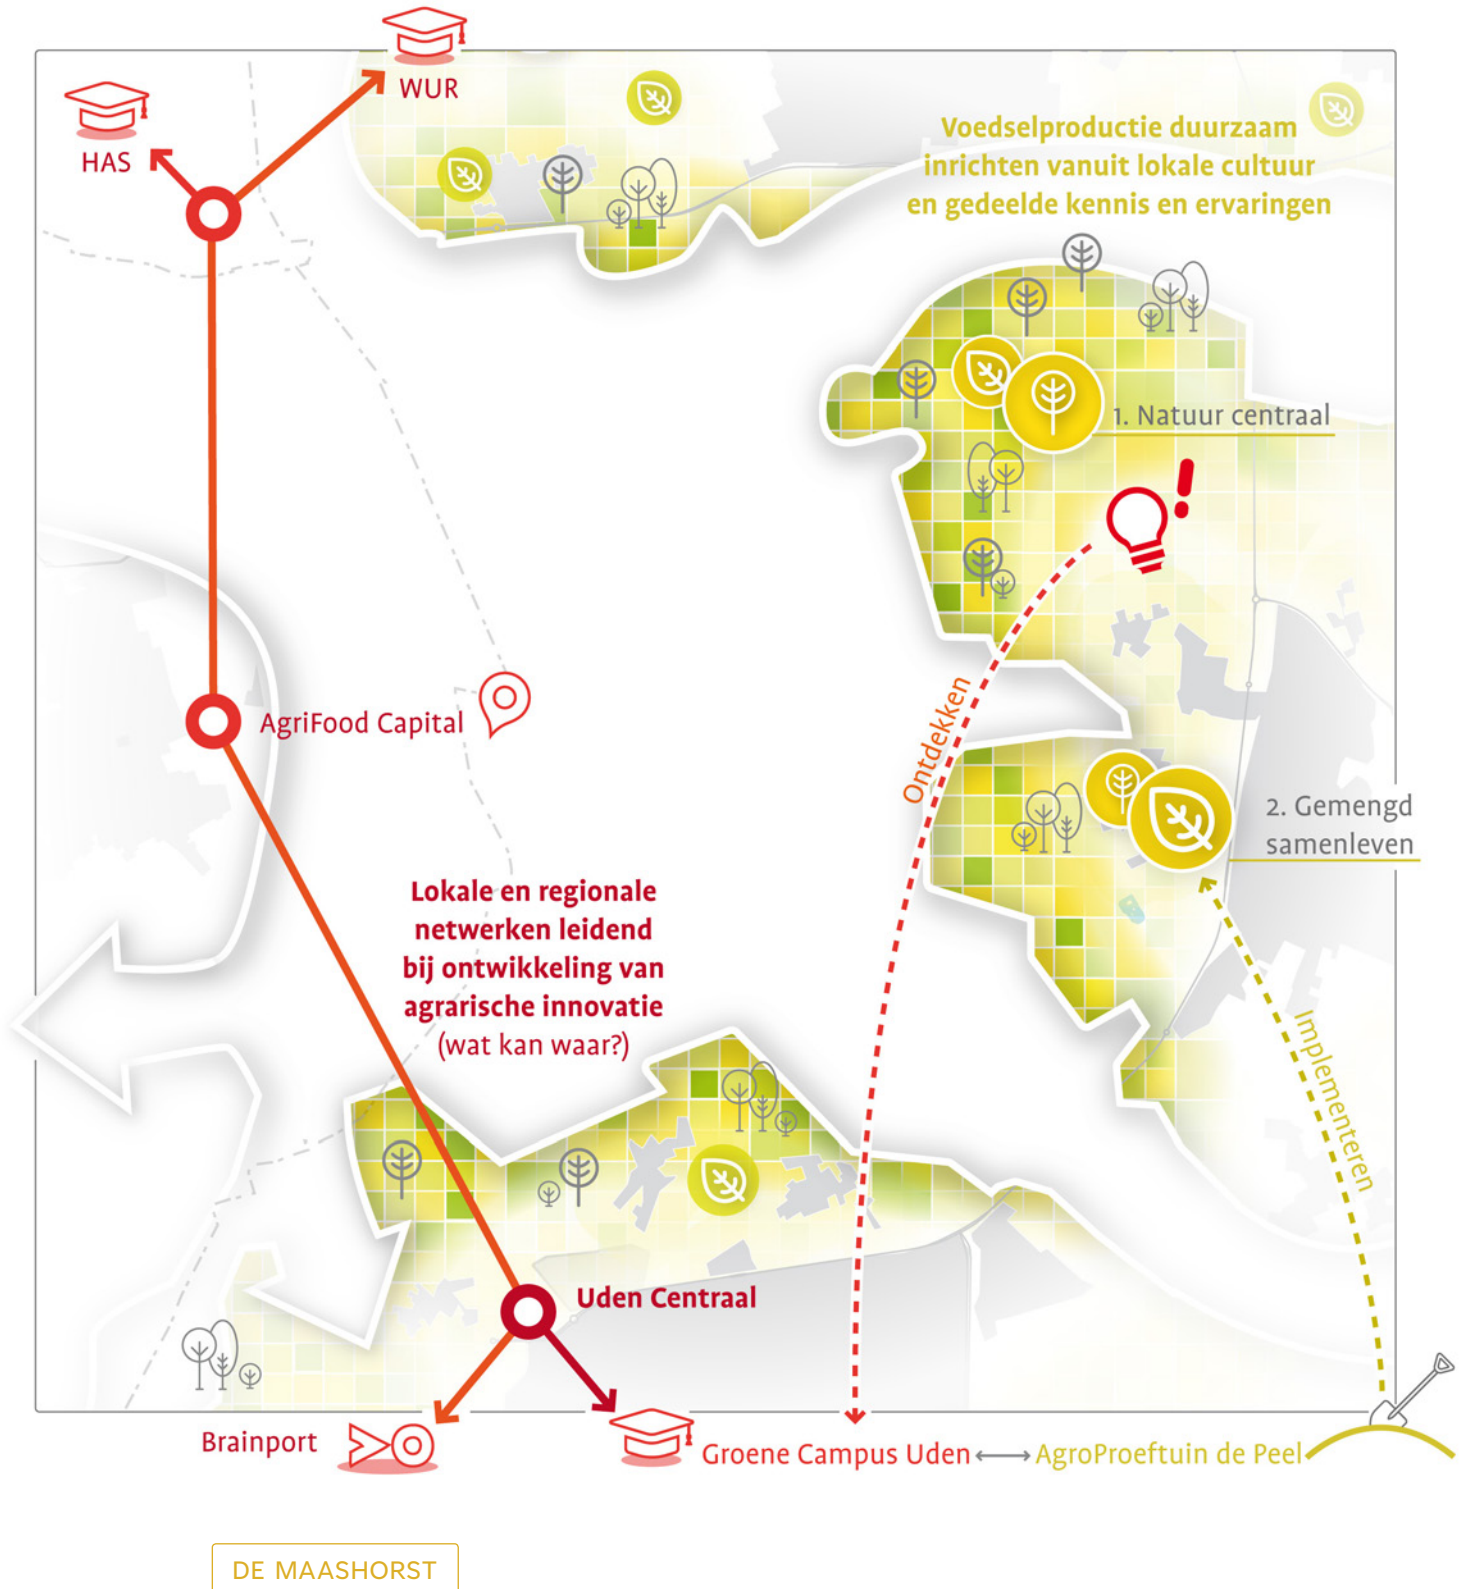 WUR
HAS
Voedselproductie duurzaam
inrichten vanuit lokale cultuur
en gedeelde kennis en ervaringen
1. Natuur centraal
Ontdekken
AgriFood Capital
2. Gemengd
samenleven
Lokale en regionale
netwerken leidend
bij ontwikkeling van
agrarische innovatie
(wat kan waar?)
Implementeren
Uden Centraal
Brainport
Groene Campus Uden
AgroProeftuin de Peel
DE MAASHORST